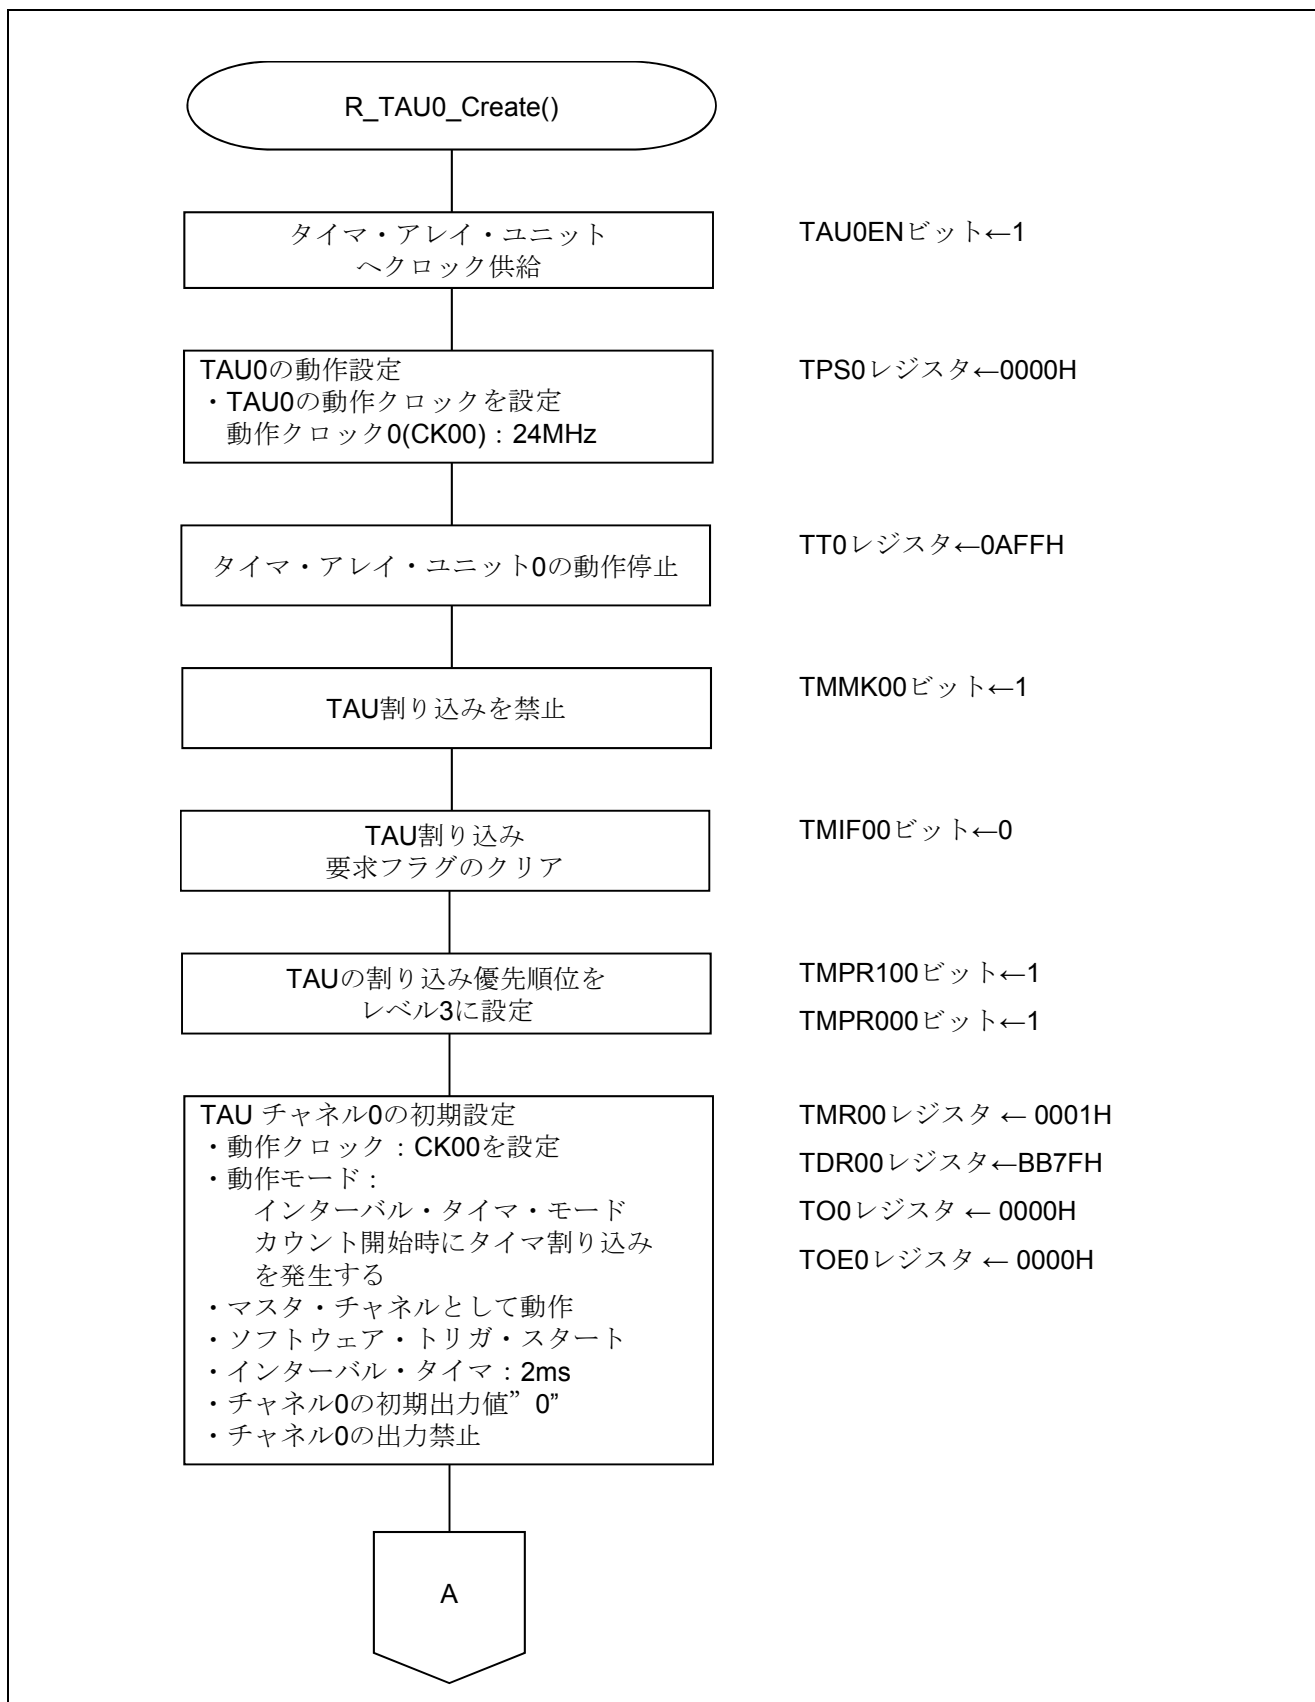 R_TAU0_Create()
タイマ・アレイ・ユニット
へクロック供給
TAU0ENビット←1
TAU0の動作設定
・TAU0の動作クロックを設定
動作クロック0(CK00)：24MHz
TPS0レジスタ←0000H
タイマ・アレイ・ユニット0の動作停止
TT0レジスタ←0AFFH
TAU割り込みを禁止
TMMK00ビット←1
TAU割り込み
要求フラグのクリア
TMIF00ビット←0
TAUの割り込み優先順位を
レベル3に設定
TMPR100ビット←1
TMPR000ビット←1
TAU チャネル0の初期設定
・動作クロック：CK00を設定
・動作モード：
インターバル・タイマ・モード
カウント開始時にタイマ割り込み
を発生する
・マスタ・チャネルとして動作
・ソフトウェア・トリガ・スタート
・インターバル・タイマ：2ms
・チャネル0の初期出力値”0”
・チャネル0の出力禁止
TMR00レジスタ ← 0001H
TDR00レジスタ←BB7FH
TO0レジスタ ← 0000H
TOE0レジスタ ← 0000H
A